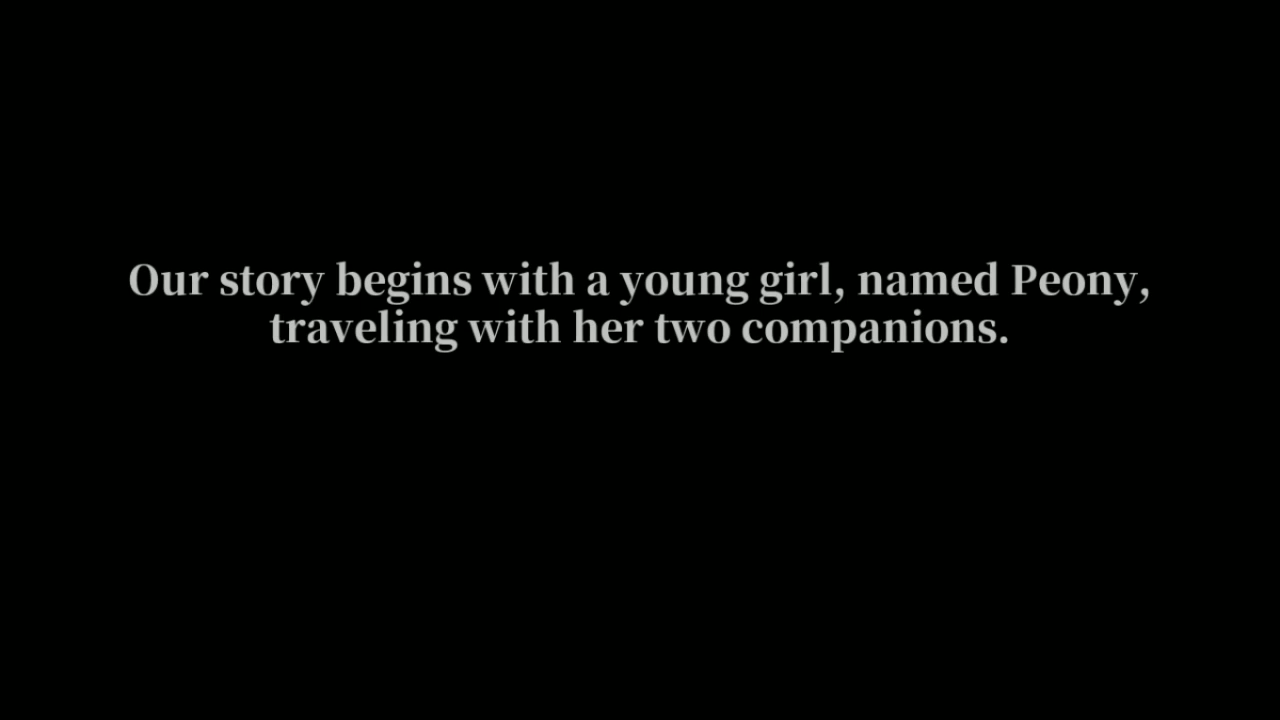 Our story begins with a young girl, named Peony,
traveling with her two companions.